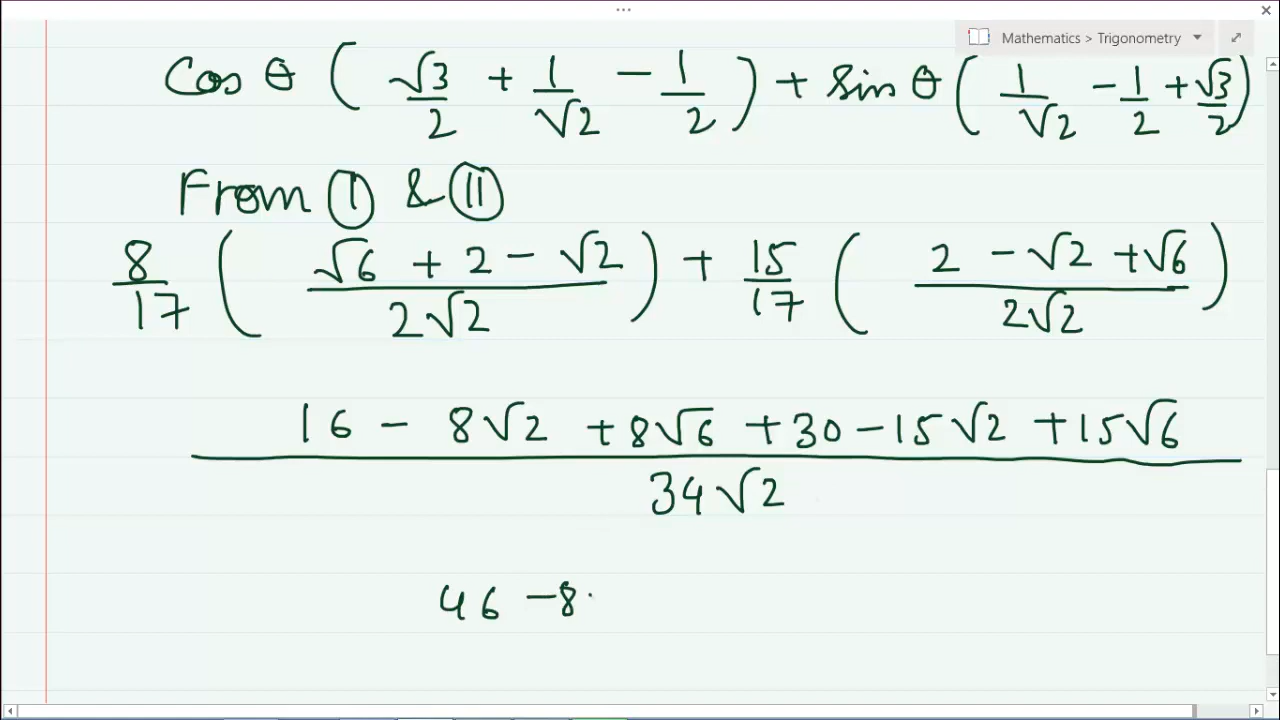 Mathematics > Trigonometry
Cos θ ( √3/2 + 1/√2 − 1/2 ) + Sin θ ( 1/√2 − 1/2 + √3/2 )
From (I) & (II)
8/17 ( (√6 + 2 − √2)/(2√2) ) + 15/17 ( (2 − √2 + √6)/(2√2) )
(16 − 8√2 + 8√6 + 30 − 15√2 + 15√6)/(34√2)
46 − 8